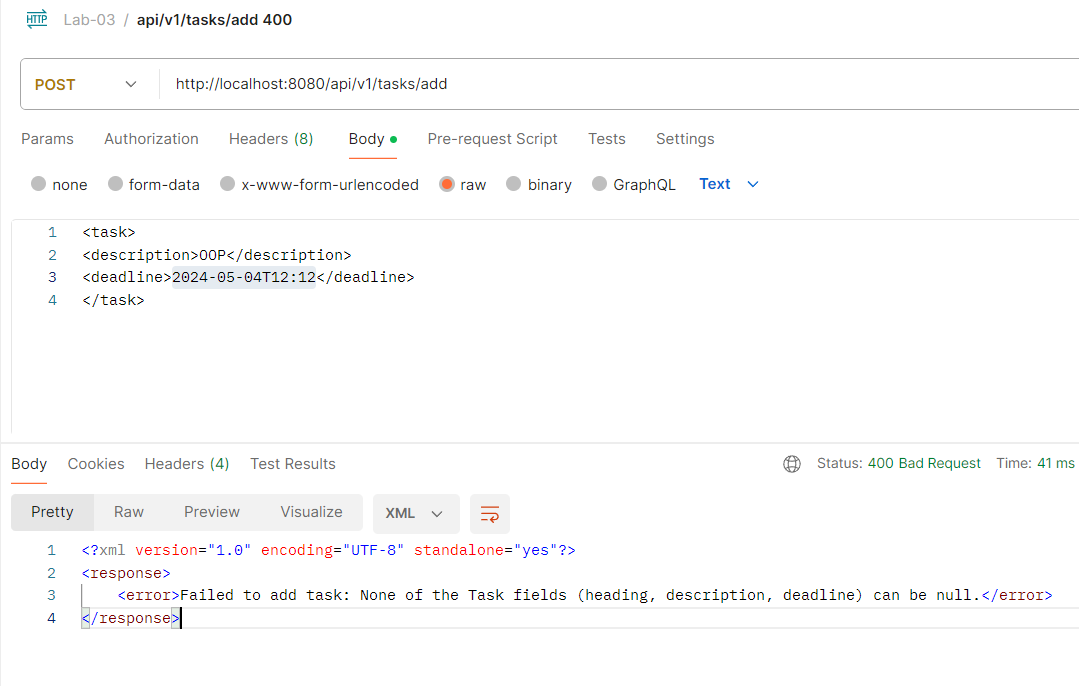 HTTP Lab-03 / api/v1/tasks/add 400
POST http://localhost:8080/api/v1/tasks/add
Params Authorization Headers (8) Body Pre-request Script Tests Settings
none form-data x-www-form-urlencoded raw binary GraphQL Text
1 <task>
2 <description>OOP</description>
3 <deadline>2024-05-04T12:12</deadline>
4 </task>
Body Cookies Headers (4) Test Results Status: 400 Bad Request Time: 41 ms
Pretty Raw Preview Visualize XML
1 <?xml version="1.0" encoding="UTF-8" standalone="yes"?>
2 <response>
3 <error>Failed to add task: None of the Task fields (heading, description, deadline) can be null.</error>
4 </response>